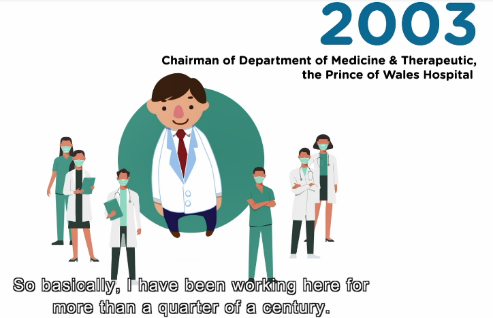 2003
Chairman of Department of Medicine & Therapeutic,
the Prince of Wales Hospital
So basically, I have been working here for
more than a quarter of a century.